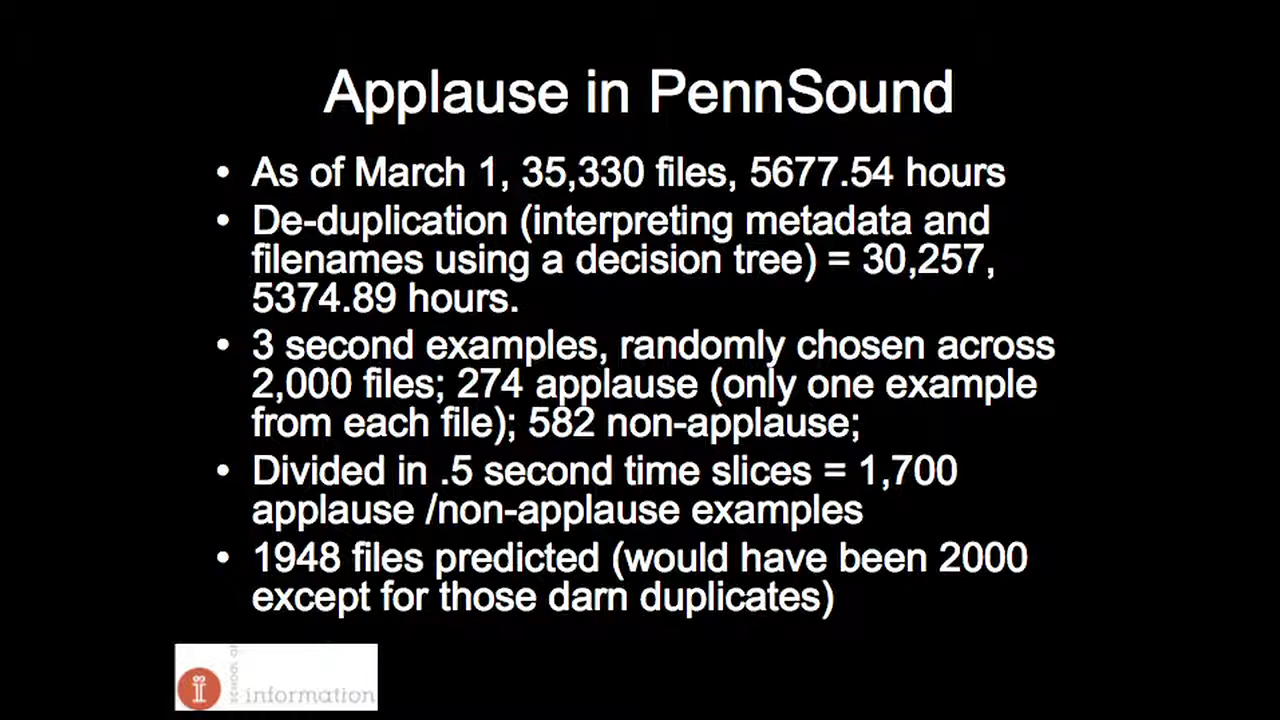 Applause in PennSound
• As of March 1, 35,330 files, 5677.54 hours
• De-duplication (interpreting metadata and
filenames using a decision tree) = 30,257,
5374.89 hours.
• 3 second examples, randomly chosen across
2,000 files; 274 applause (only one example
from each file); 582 non-applause;
• Divided in .5 second time slices = 1,700
applause /non-applause examples
• 1948 files predicted (would have been 2000
except for those darn duplicates)
i
SCHOOL OF
information